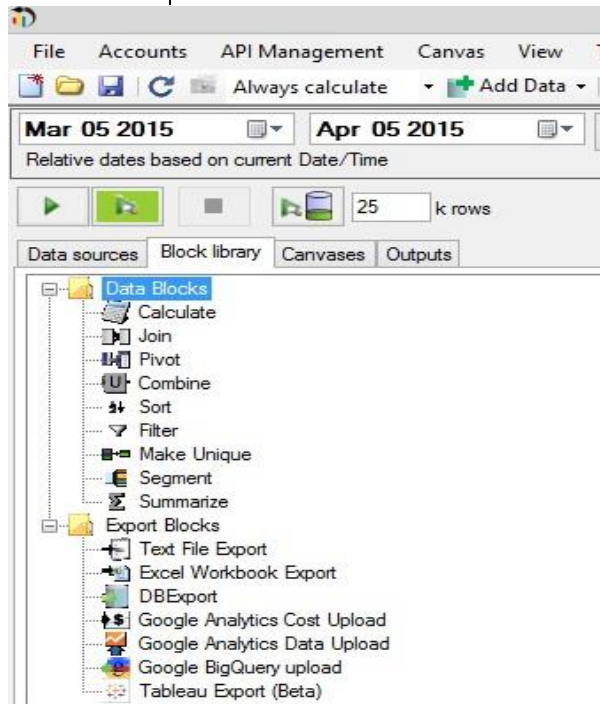 File Accounts API Management Canvas View
Always calculate Add Data
Mar 05 2015 Apr 05 2015
Relative dates based on current Date/Time
25 k rows
Data sources Block library Canvases Outputs
Data Blocks
Calculate
Join
Pivot
Combine
Sort
Filter
Make Unique
Segment
Summarize
Export Blocks
Text File Export
Excel Workbook Export
DBExport
Google Analytics Cost Upload
Google Analytics Data Upload
Google BigQuery upload
Tableau Export (Beta)